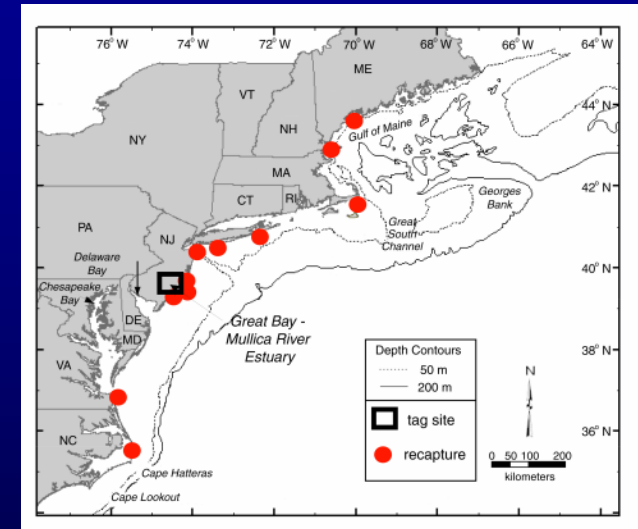 76° W 74° W 72° W 70° W 68° W 66° W 64° W
ME
VT
44° N
NH
Gulf of Maine
NY
MA
42° N
CT
RI
Georges
Bank
PA
Great
South
Channel
NJ
Delaware
Bay
40° N
Chesapeake
Bay
DE
Great Bay -
Mullica River
Estuary
MD
38° N
VA
Depth Contours
50 m
200 m
N
tag site
36° N
NC
recapture
0 50 100 200
kilometers
Cape Hatteras
Cape Lookout